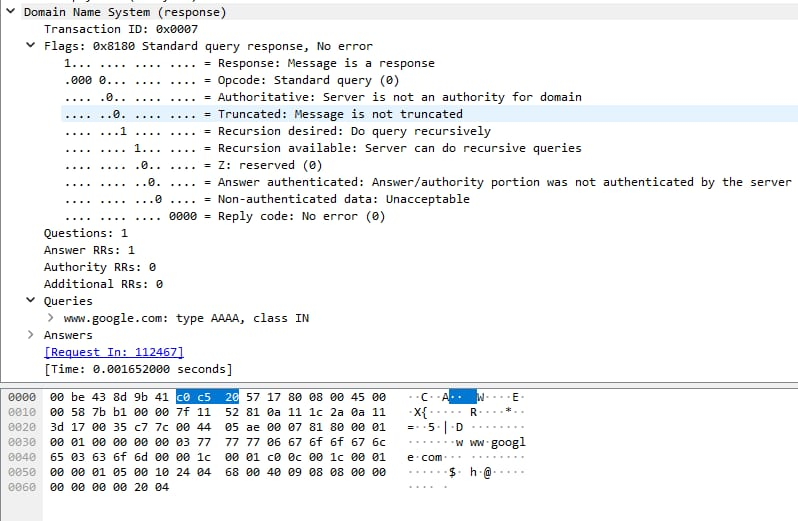 Domain Name System (response)
Transaction ID: 0x0007
Flags: 0x8180 Standard query response, No error
1... .... .... .... = Response: Message is a response
.000 0... .... .... = Opcode: Standard query (0)
.... .0.. .... .... = Authoritative: Server is not an authority for domain
.... ..0. .... .... = Truncated: Message is not truncated
.... ...1 .... .... = Recursion desired: Do query recursively
.... .... 1... .... = Recursion available: Server can do recursive queries
.... .... .0.. .... = Z: reserved (0)
.... .... ..0. .... = Answer authenticated: Answer/authority portion was not authenticated by the server
.... .... ...0 .... = Non-authenticated data: Unacceptable
.... .... .... 0000 = Reply code: No error (0)
Questions: 1
Answer RRs: 1
Authority RRs: 0
Additional RRs: 0
Queries
www.google.com: type AAAA, class IN
Answers
[Request In: 112467]
[Time: 0.001652000 seconds]
0000 00 be 43 8d 9b 41 c0 c5 20 57 17 80 08 00 45 00 ··C··A·· W····E·
0010 00 58 7b b1 00 00 7f 11 52 81 0a 11 1c 2a 0a 11 ·X{·····R····*··
0020 3d 17 00 35 c7 7c 00 44 05 ae 00 07 81 80 00 01 =··5·|·D········
0030 00 01 00 00 00 00 03 77 77 77 06 67 6f 6f 67 6c ·······w ww·googl
0040 65 03 63 6f 6d 00 00 1c 00 01 c0 0c 00 1c 00 01 e·com··· ········
0050 00 00 01 05 00 10 24 04 68 00 40 09 08 08 00 00 ······$· h·@·····
0060 00 00 00 00 20 04 ···· ·